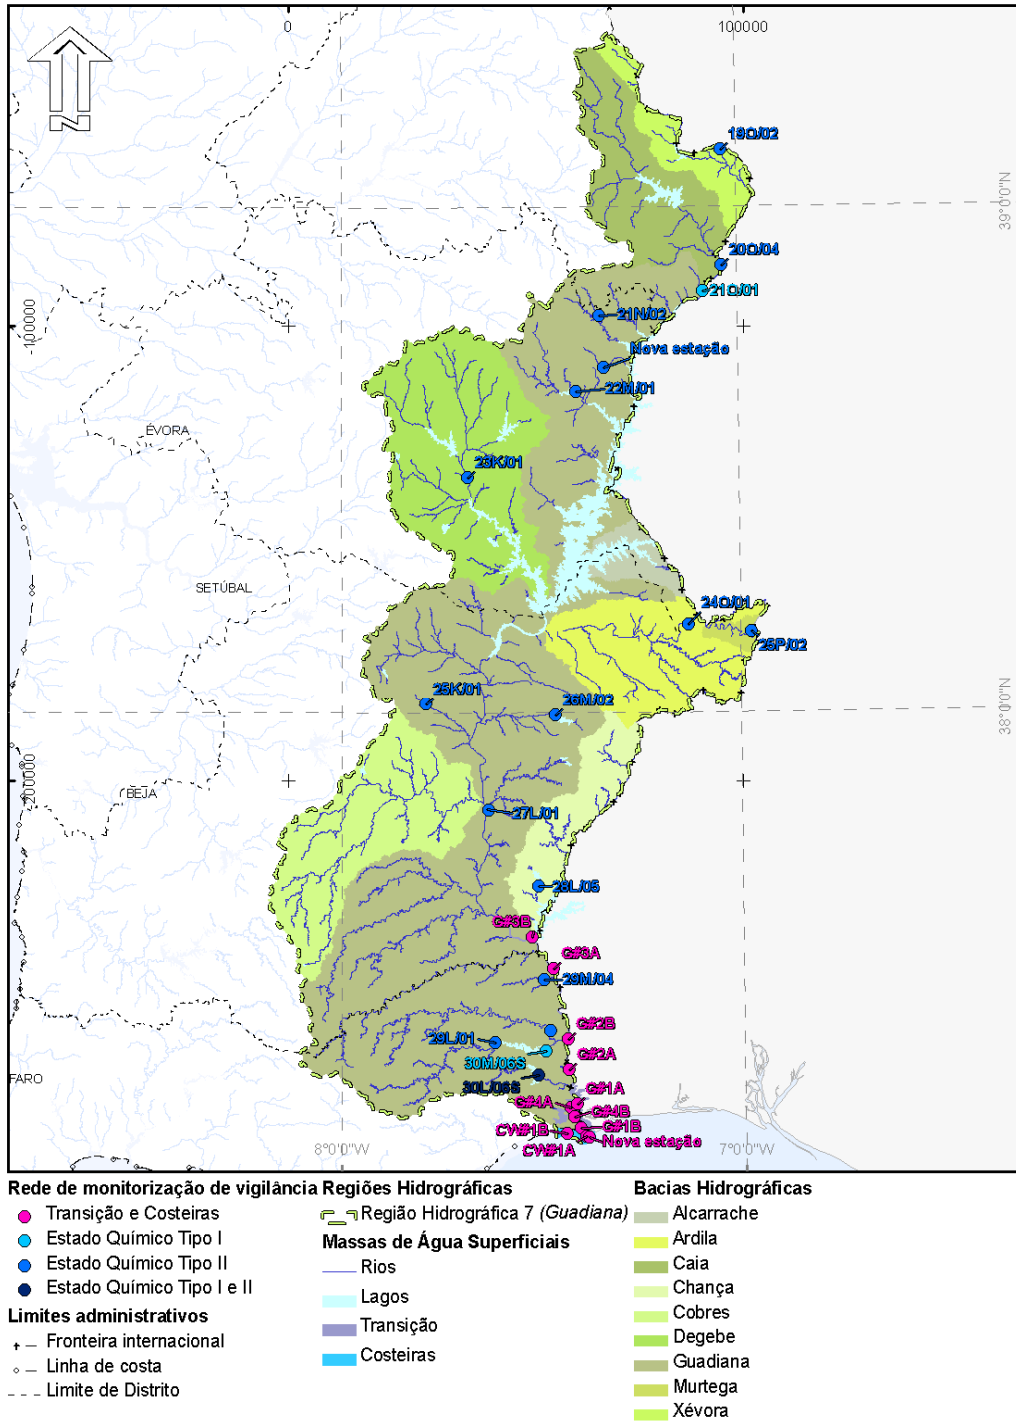 0
100000
N
19O/02
39°0'0"N
20O/04
21O/01
21N/02
-100000
Nova estação
22M/01
ÉVORA
23K/01
SETÚBAL
24O/01
25P/02
25K/01
26M/02
38°0'0"N
-200000
BEJA
27L/01
28L/05
G#3B
G#3A
29M/04
G#2B
29L/01
30M/06S
G#2A
FARO
30L/06S
G#1A
G#4A
G#4B
CW#1B
G#1B
Nova estação
CW#1A
8°0'0"W
7°0'0"W
Rede de monitorização de vigilância
Transição e Costeiras
Estado Químico Tipo I
Estado Químico Tipo II
Estado Químico Tipo I e II
Limites administrativos
Fronteira internacional
Linha de costa
Limite de Distrito
Regiões Hidrográficas
Região Hidrográfica 7 (Guadiana)
Massas de Água Superficiais
Rios
Lagos
Transição
Costeiras
Bacias Hidrográficas
Alcarrache
Ardila
Caia
Chança
Cobres
Degebe
Guadiana
Murtega
Xévora